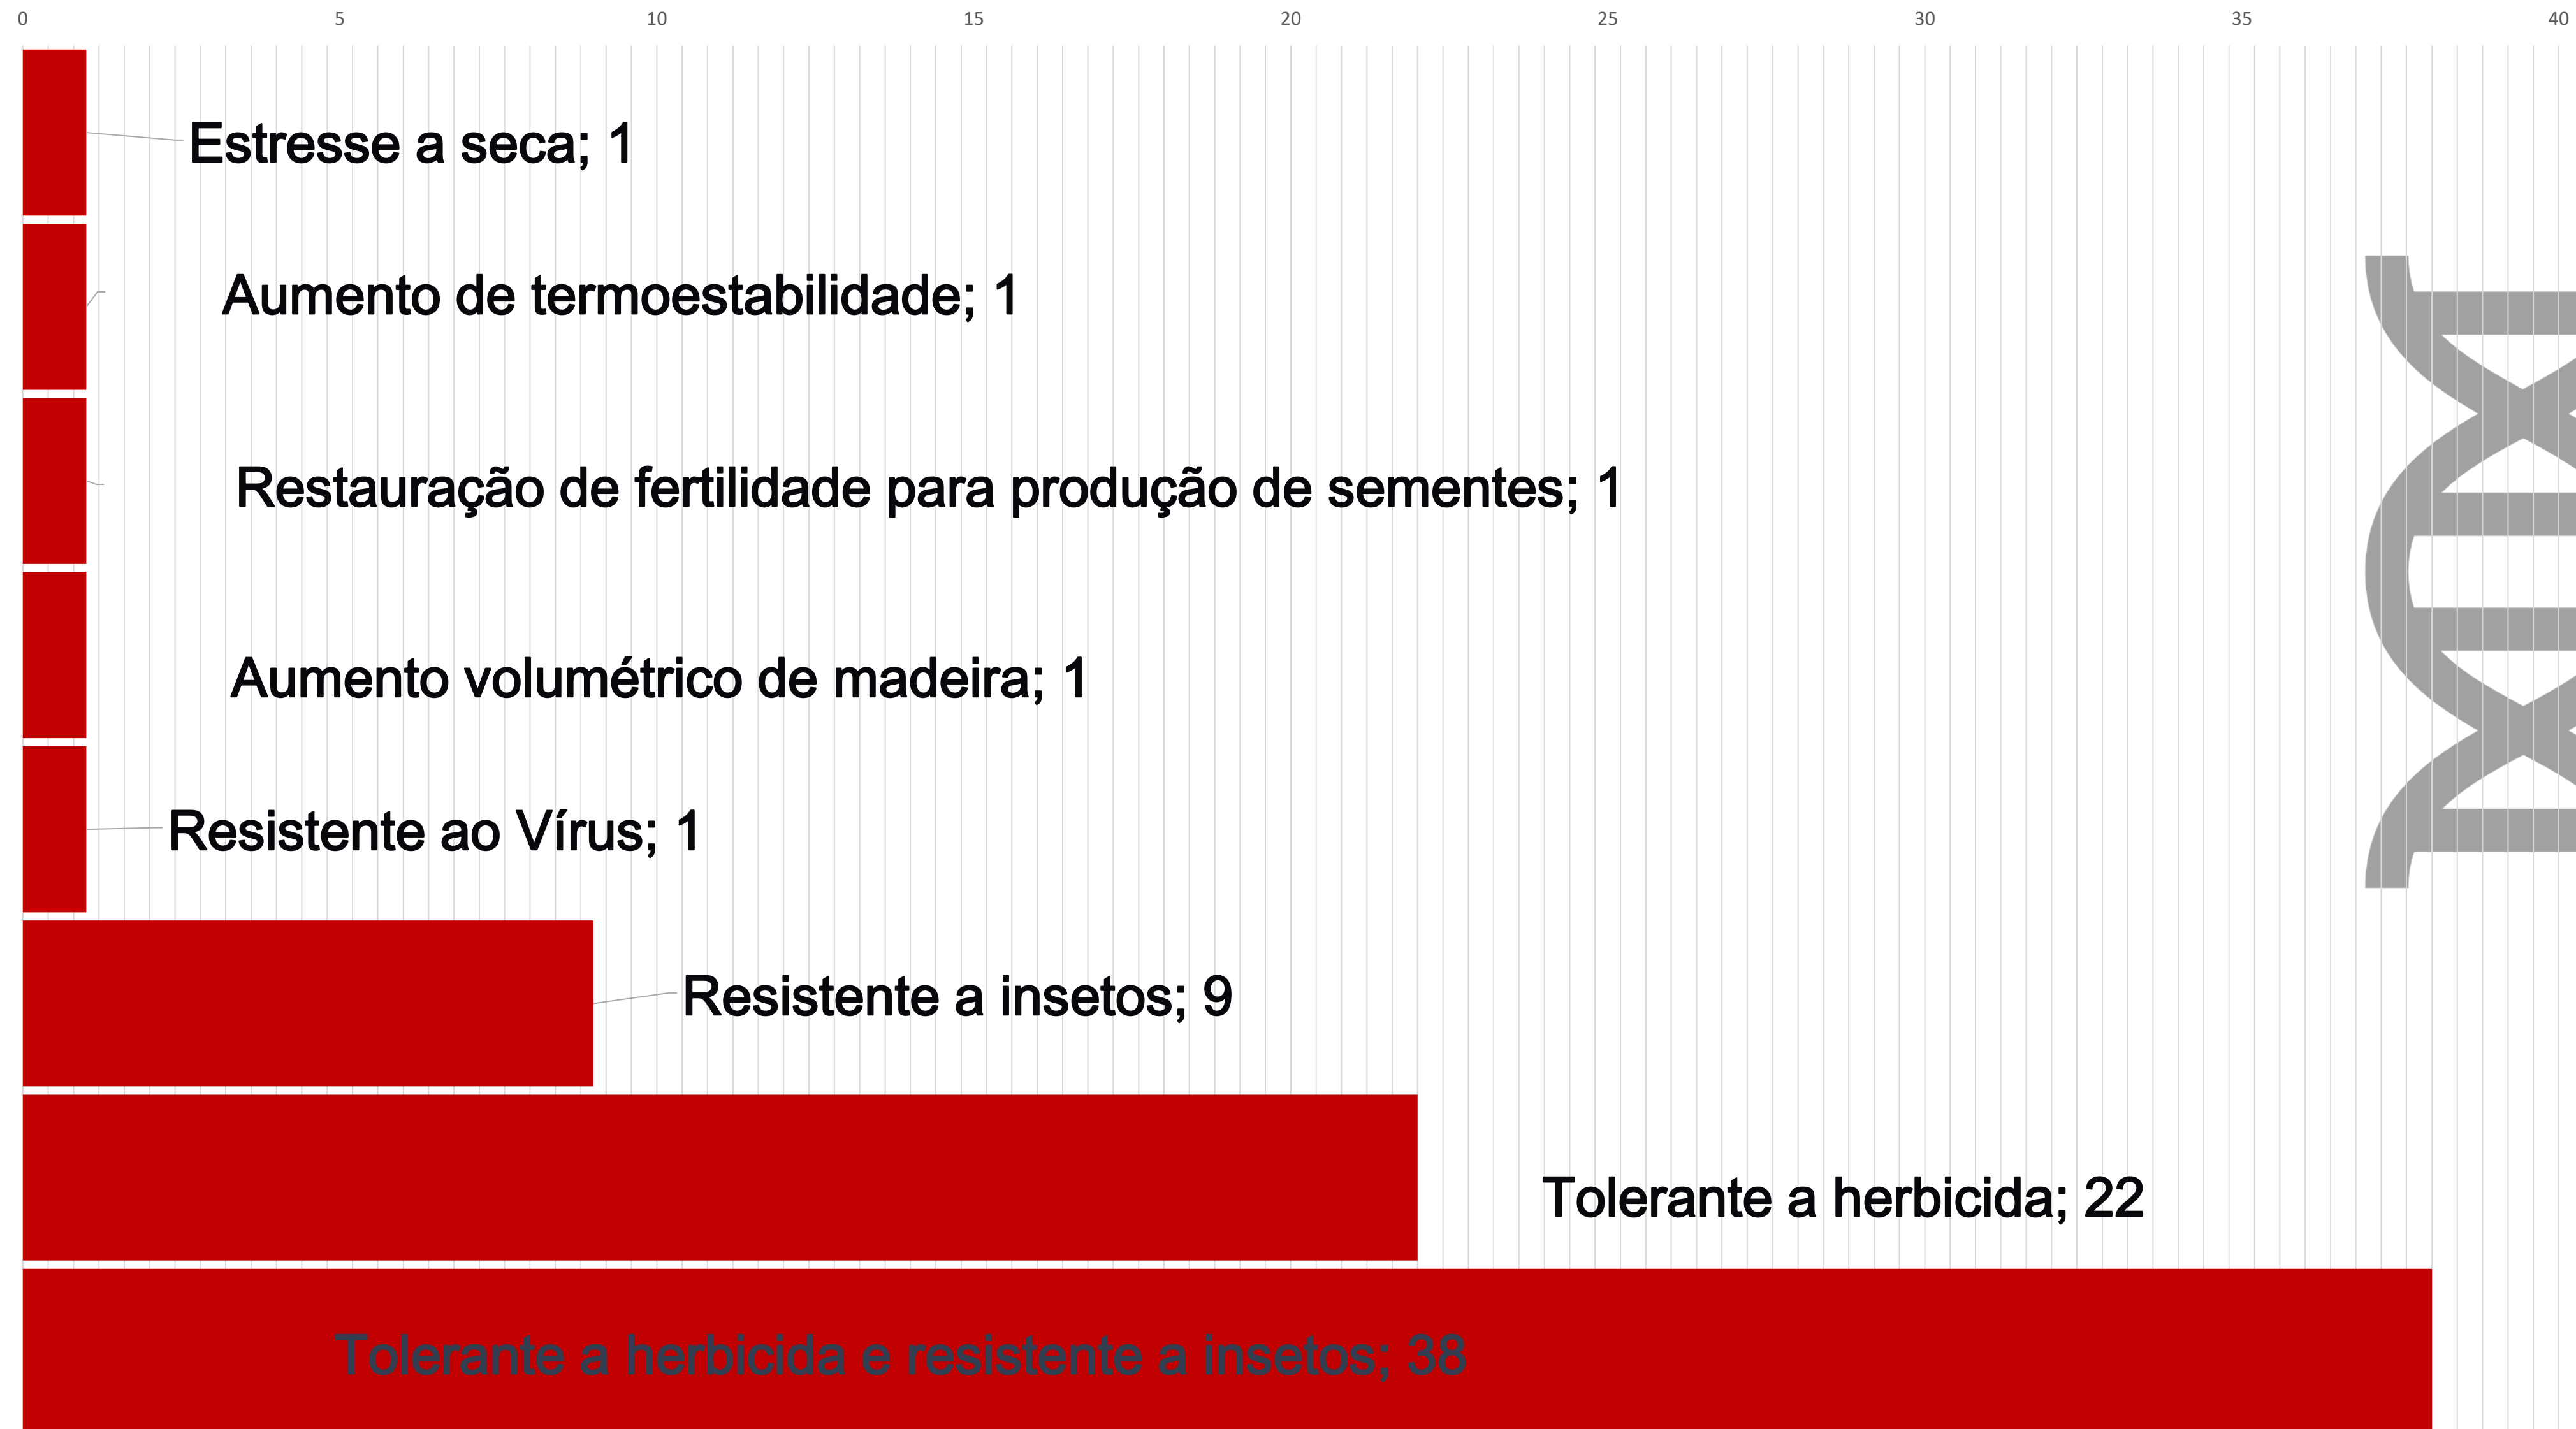 0 5 10 15 20 25 30 35 40
Estresse a seca; 1
Aumento de termoestabilidade; 1
Restauração de fertilidade para produção de sementes; 1
Aumento volumétrico de madeira; 1
Resistente ao Vírus; 1
Resistente a insetos; 9
Tolerante a herbicida; 22
Tolerante a herbicida e resistente a insetos; 38